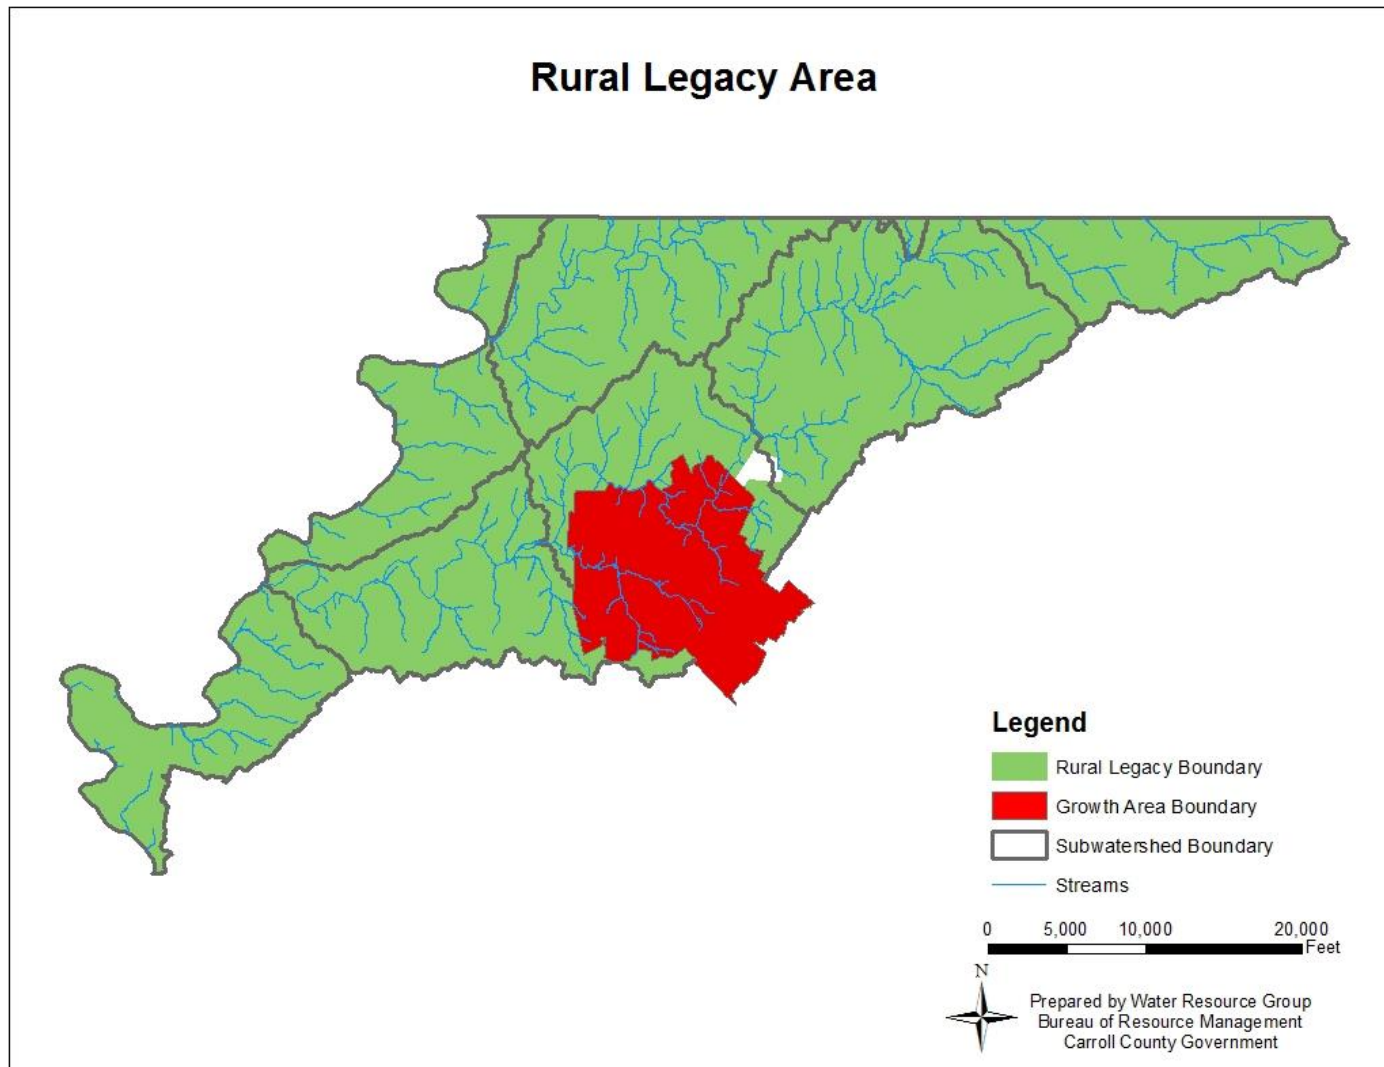 Rural Legacy Area
Legend
Rural Legacy Boundary
Growth Area Boundary
Subwatershed Boundary
Streams
0 5,000 10,000 20,000
Feet
N
Prepared by Water Resource Group
Bureau of Resource Management
Carroll County Government